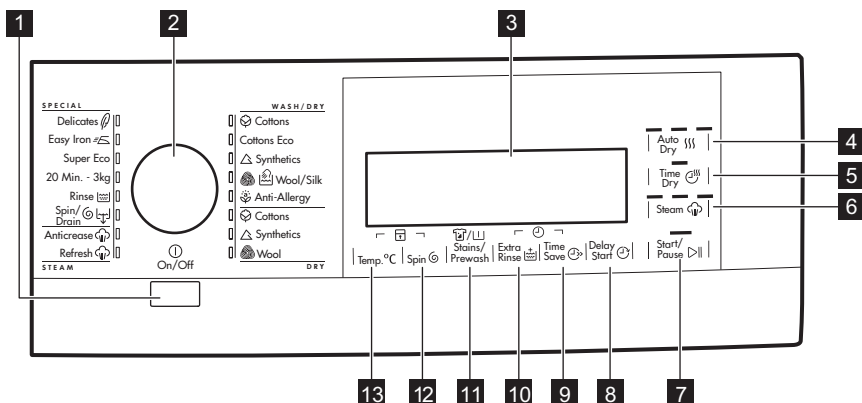 1
2
3
SPECIAL
Delicates
Easy Iron
Super Eco
20 Min. - 3kg
Rinse
Spin/
Drain
Anticrease
Refresh
STEAM
On/Off
WASH/DRY
Cottons
Cottons Eco
Synthetics
Wool/Silk
Anti-Allergy
Cottons
Synthetics
Wool
DRY
Temp.°C
Spin
Stains/
Prewash
Extra
Rinse
Time
Save
Delay
Start
Auto
Dry
Time
Dry
Steam
Start/
Pause
4
5
6
13
12
11
10
9
8
7